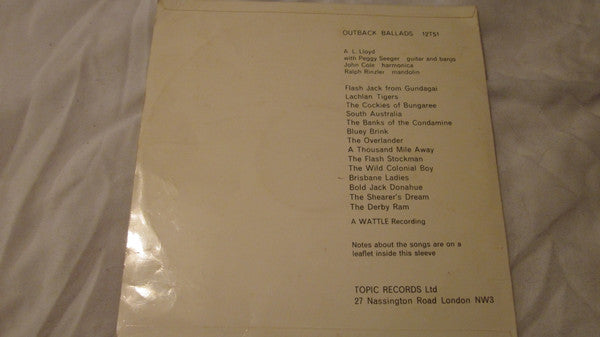 OUTBACK BALLADS 12T51
A. L. Lloyd
with Peggy Seeger guitar and banjo
John Cole harmonica
Ralph Rinzler mandolin
Flash Jack from Gundagai
Lachlan Tigers
The Cockies of Bungaree
South Australia
The Banks of the Condamine
Bluey Brink
The Overlander
A Thousand Mile Away
The Flash Stockman
The Wild Colonial Boy
Brisbane Ladies
Bold Jack Donahue
The Shearer's Dream
The Derby Ram
A WATTLE Recording
Notes about the songs are on a
leaflet inside this sleeve
TOPIC RECORDS Ltd
27 Nassington Road London NW3